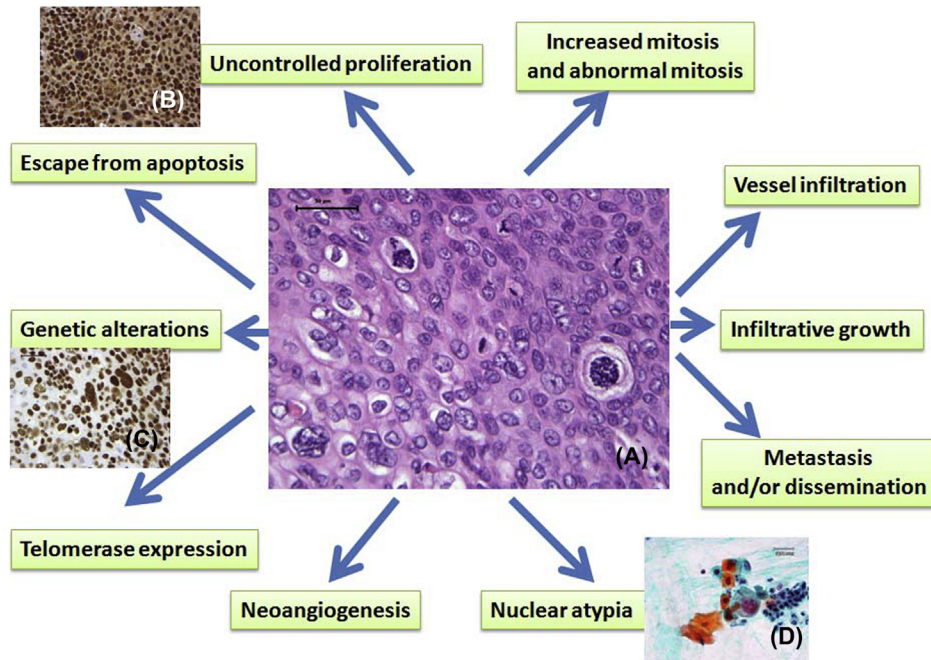 (B)
Uncontrolled proliferation
Increased mitosis
and abnormal mitosis
Escape from apoptosis
Vessel infiltration
Genetic alterations
Infiltrative growth
(C)
(A)
Metastasis
and/or dissemination
Telomerase expression
Neoangiogenesis
Nuclear atypia
(D)